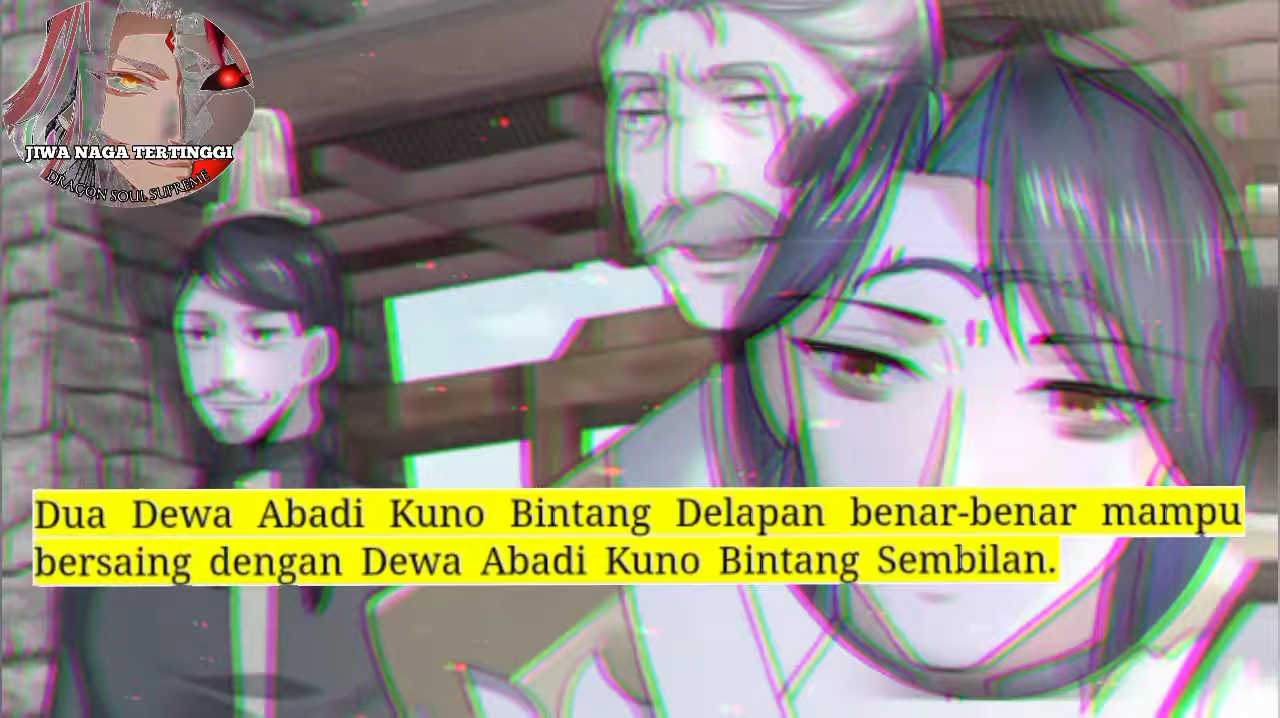 JIWA NAGA TERTINGGI
DRAGON SOUL SUPREME
Dua Dewa Abadi Kuno Bintang Delapan benar-benar mampu
bersaing dengan Dewa Abadi Kuno Bintang Sembilan.